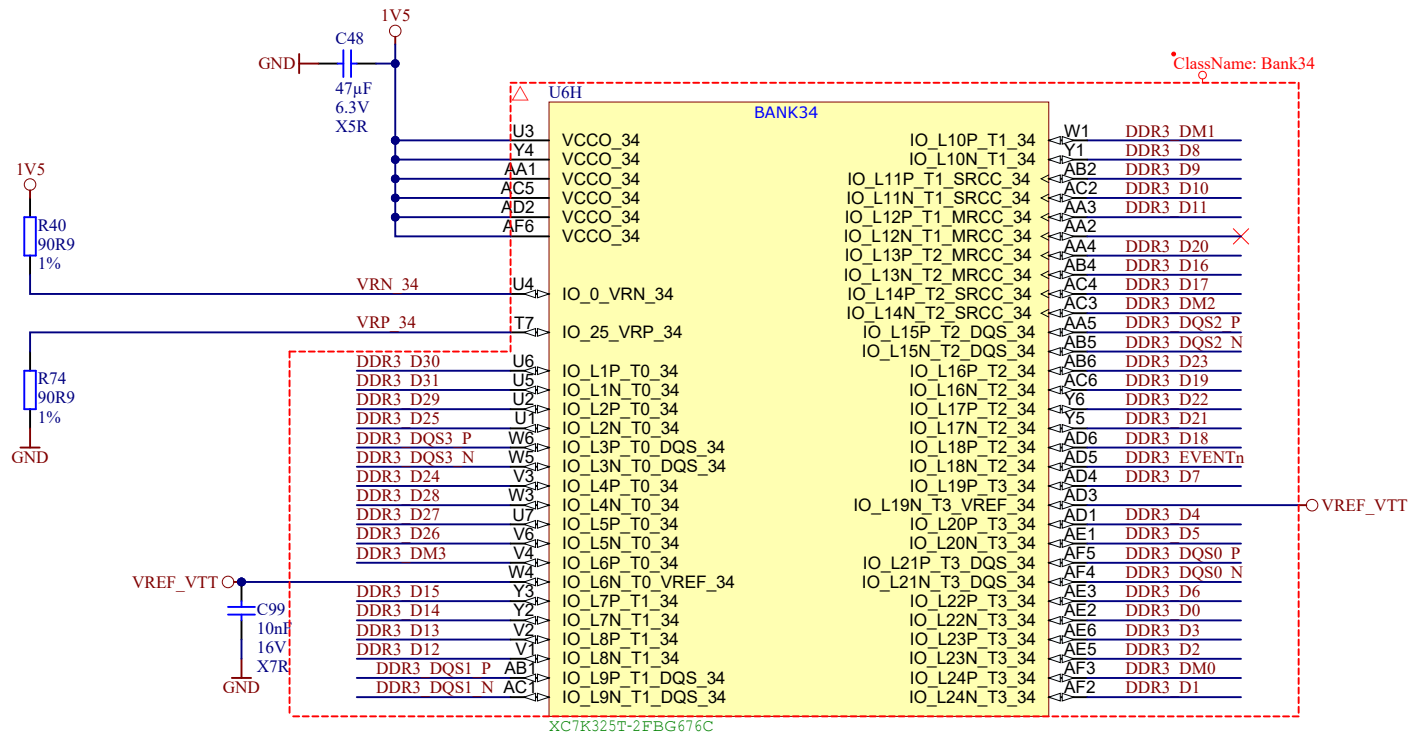 1V5
C48
GND
47µF
6.3V
X5R
ClassName: Bank34
U6H
BANK34
U3 VCCO_34
Y4 VCCO_34
AA1 VCCO_34
AC5 VCCO_34
AD2 VCCO_34
AF6 VCCO_34
1V5
R40
90R9
1%
VRN_34 U4 IO_0_VRN_34
VRP_34 T7 IO_25_VRP_34
R74
90R9
1%
GND
DDR3_D30 U6 IO_L1P_T0_34
DDR3_D31 U5 IO_L1N_T0_34
DDR3_D29 U2 IO_L2P_T0_34
DDR3_D25 U1 IO_L2N_T0_34
DDR3_DQS3_P W6 IO_L3P_T0_DQS_34
DDR3_DQS3_N W5 IO_L3N_T0_DQS_34
DDR3_D24 V3 IO_L4P_T0_34
DDR3_D28 W3 IO_L4N_T0_34
DDR3_D27 U7 IO_L5P_T0_34
DDR3_D26 V6 IO_L5N_T0_34
DDR3_DM3 V4 IO_L6P_T0_34
VREF_VTT W4 IO_L6N_T0_VREF_34
C99
10nF
16V
X7R
GND
DDR3_D15 Y3 IO_L7P_T1_34
DDR3_D14 Y2 IO_L7N_T1_34
DDR3_D13 V2 IO_L8P_T1_34
DDR3_D12 V1 IO_L8N_T1_34
DDR3_DQS1_P AB1 IO_L9P_T1_DQS_34
DDR3_DQS1_N AC1 IO_L9N_T1_DQS_34
IO_L10P_T1_34 W1 DDR3_DM1
IO_L10N_T1_34 Y1 DDR3_D8
IO_L11P_T1_SRCC_34 AB2 DDR3_D9
IO_L11N_T1_SRCC_34 AC2 DDR3_D10
IO_L12P_T1_MRCC_34 AA3 DDR3_D11
IO_L12N_T1_MRCC_34 AA2
IO_L13P_T2_MRCC_34 AA4 DDR3_D20
IO_L13N_T2_MRCC_34 AB4 DDR3_D16
IO_L14P_T2_SRCC_34 AC4 DDR3_D17
IO_L14N_T2_SRCC_34 AC3 DDR3_DM2
IO_L15P_T2_DQS_34 AA5 DDR3_DQS2_P
IO_L15N_T2_DQS_34 AB5 DDR3_DQS2_N
IO_L16P_T2_34 AB6 DDR3_D23
IO_L16N_T2_34 AC6 DDR3_D19
IO_L17P_T2_34 Y6 DDR3_D22
IO_L17N_T2_34 Y5 DDR3_D21
IO_L18P_T2_34 AD6 DDR3_D18
IO_L18N_T2_34 AD5 DDR3_EVENTn
IO_L19P_T3_34 AD4 DDR3_D7
IO_L19N_T3_VREF_34 AD3 VREF_VTT
IO_L20P_T3_34 AD1 DDR3_D4
IO_L20N_T3_34 AE1 DDR3_D5
IO_L21P_T3_DQS_34 AF5 DDR3_DQS0_P
IO_L21N_T3_DQS_34 AF4 DDR3_DQS0_N
IO_L22P_T3_34 AE3 DDR3_D6
IO_L22N_T3_34 AE2 DDR3_D0
IO_L23P_T3_34 AE6 DDR3_D3
IO_L23N_T3_34 AE5 DDR3_D2
IO_L24P_T3_34 AF3 DDR3_DM0
IO_L24N_T3_34 AF2 DDR3_D1
XC7K325T-2FBG676C